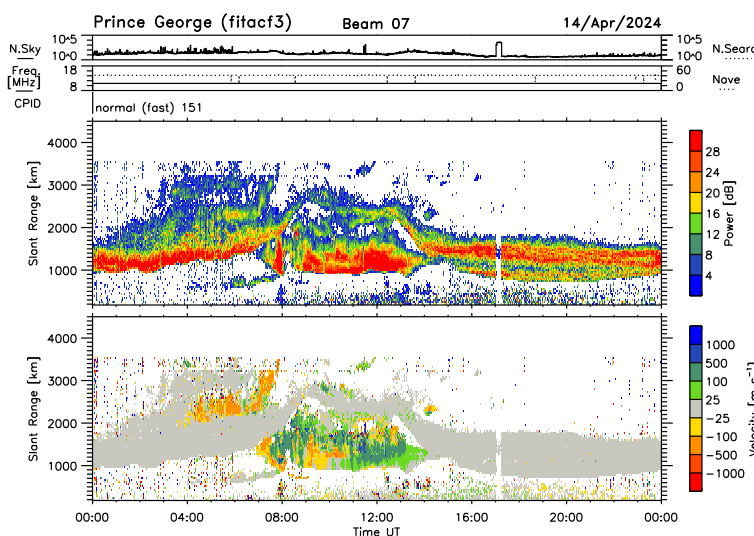 Prince George (fitacf3) Beam 07 14/Apr/2024
N.Sky 10^5 10^0 10^5 10^0 N.Searc
Freq. [MHz] 18 8 60 0 Nave
CPID normal (fast) 151
4000
3000
2000
1000
Slant Range [km]
28
24
20
16
12
8
4
Power [dB]
4000
3000
2000
1000
Slant Range [km]
1000
500
100
25
-25
-100
-500
-1000
Velocity [m s^-1]
00:00 04:00 08:00 12:00 16:00 20:00 00:00
Time UT